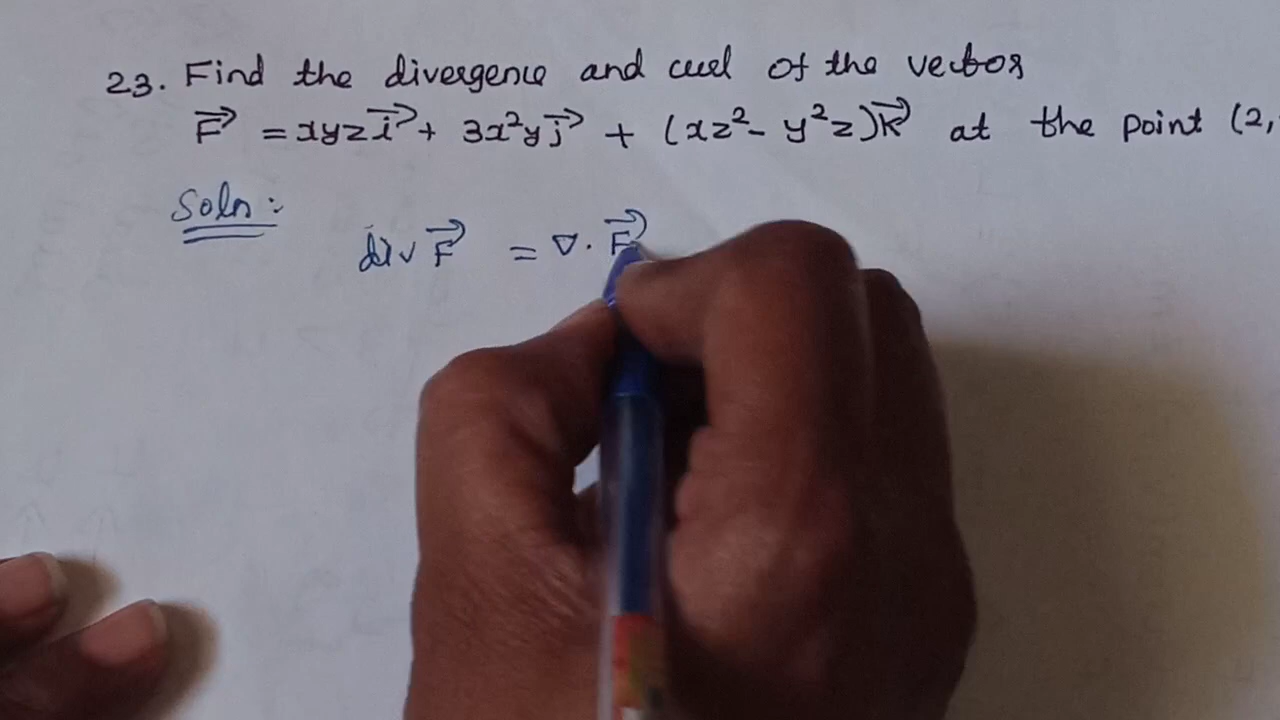 23. Find the divergence and curl of the vector
F⃗ = xyz i⃗ + 3x²y j⃗ + (xz² - y²z) k⃗ at the point (2,
Soln:
div F⃗ = ∇ . F⃗